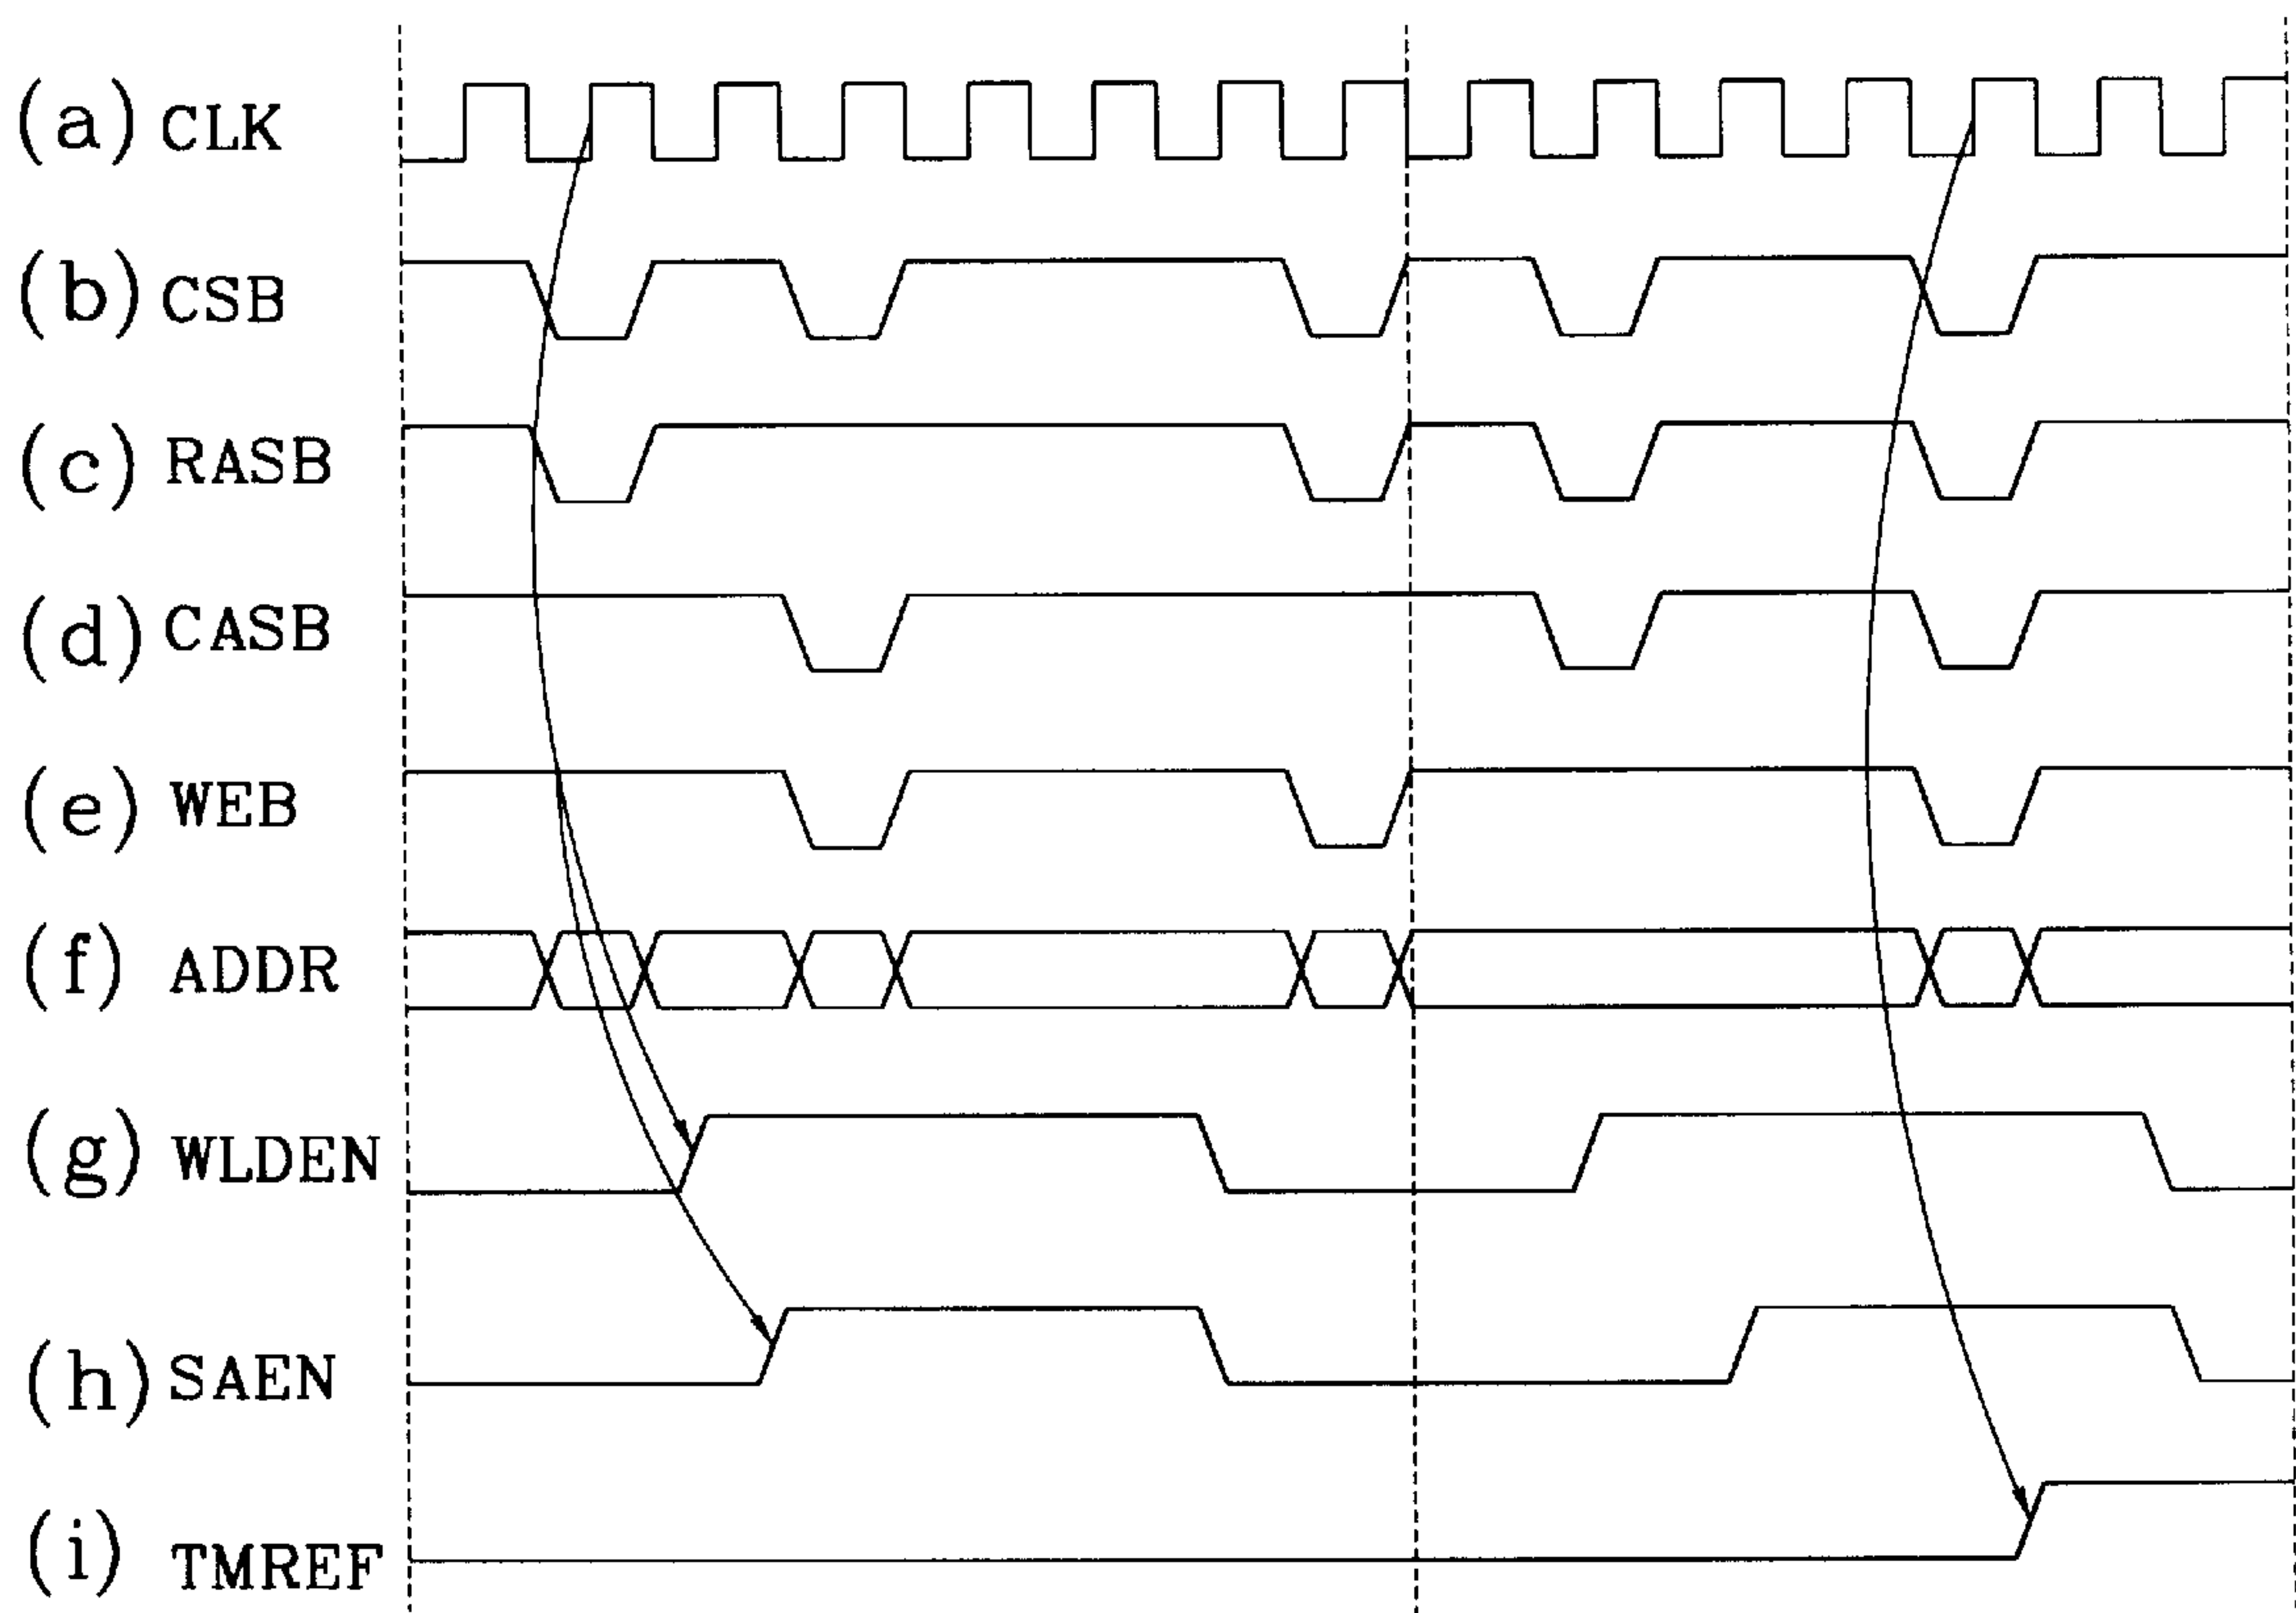 (a) CLK
(b) CSB
(c) RASB
(d) CASB
(e) WEB
(f) ADDR
(g) WLDEN
(h) SAEN
(i) TMREF